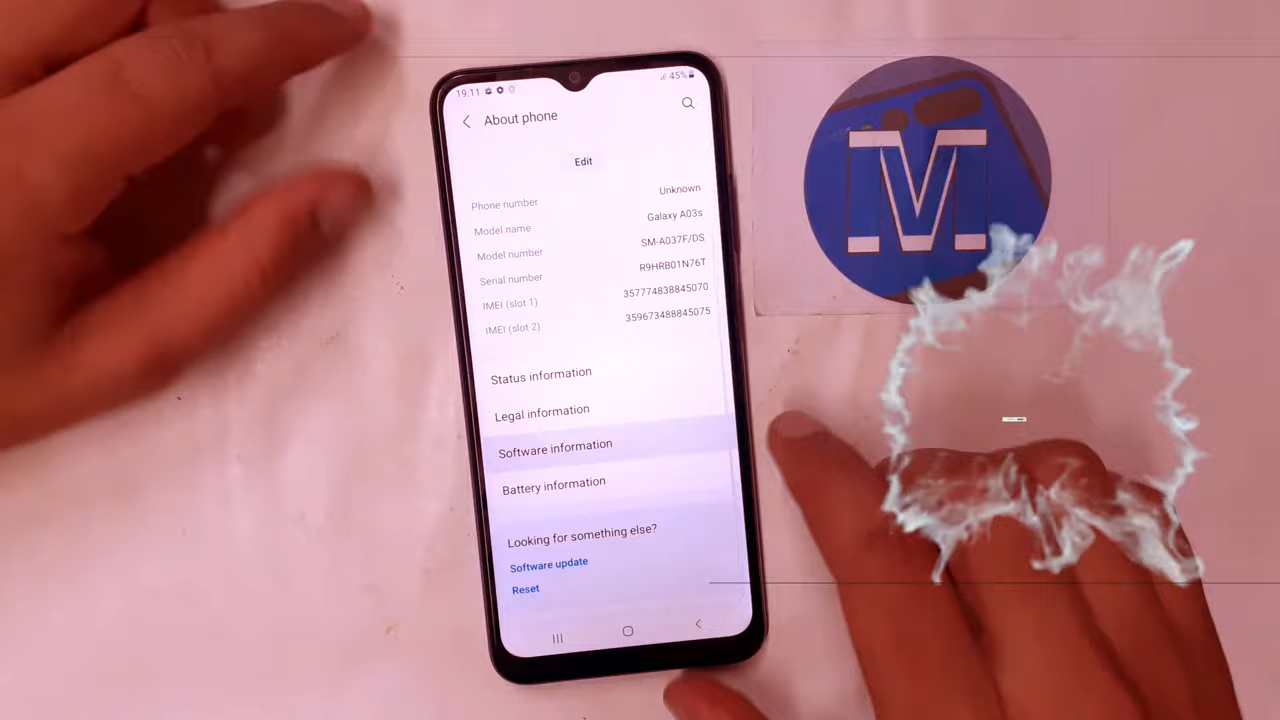 19:11
45%
About phone
Edit
Phone number Unknown
Model name Galaxy A03s
Model number SM-A037F/DS
Serial number R9HRB01N76T
IMEI (slot 1) 357774838845070
IMEI (slot 2) 359673488845075
Status information
Legal information
Software information
Battery information
Looking for something else?
Software update
Reset
M